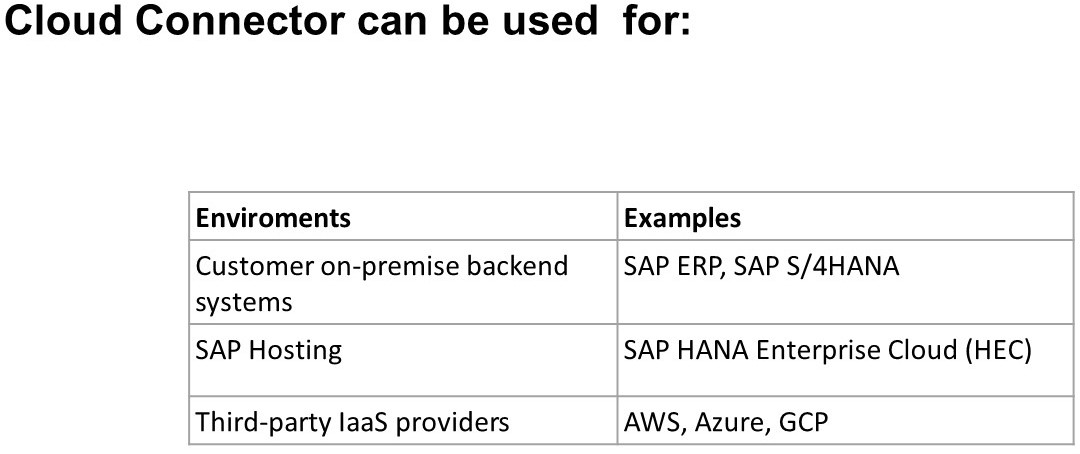 Cloud Connector can be used  for:
Enviroments
Examples
Customer on-premise backend
systems
SAP ERP, SAP S/4HANA
SAP Hosting
SAP HANA Enterprise Cloud (HEC)
Third-party IaaS providers
AWS, Azure, GCP